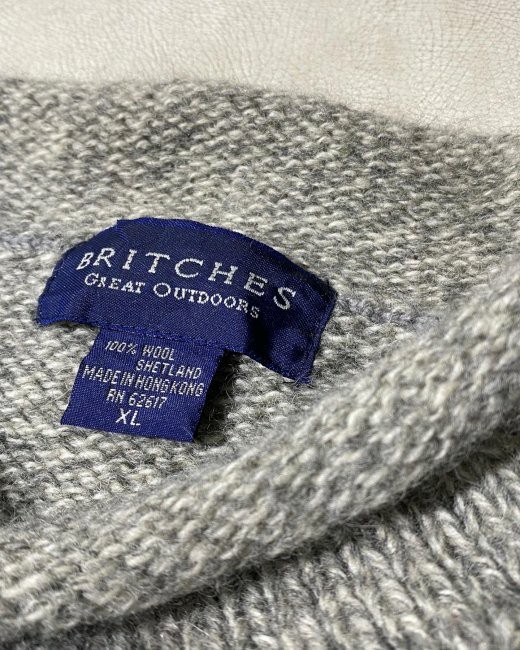 BRITCHES
GREAT OUTDOORS
100% WOOL
SHETLAND
MADE IN HONG KONG
RN 62617
XL